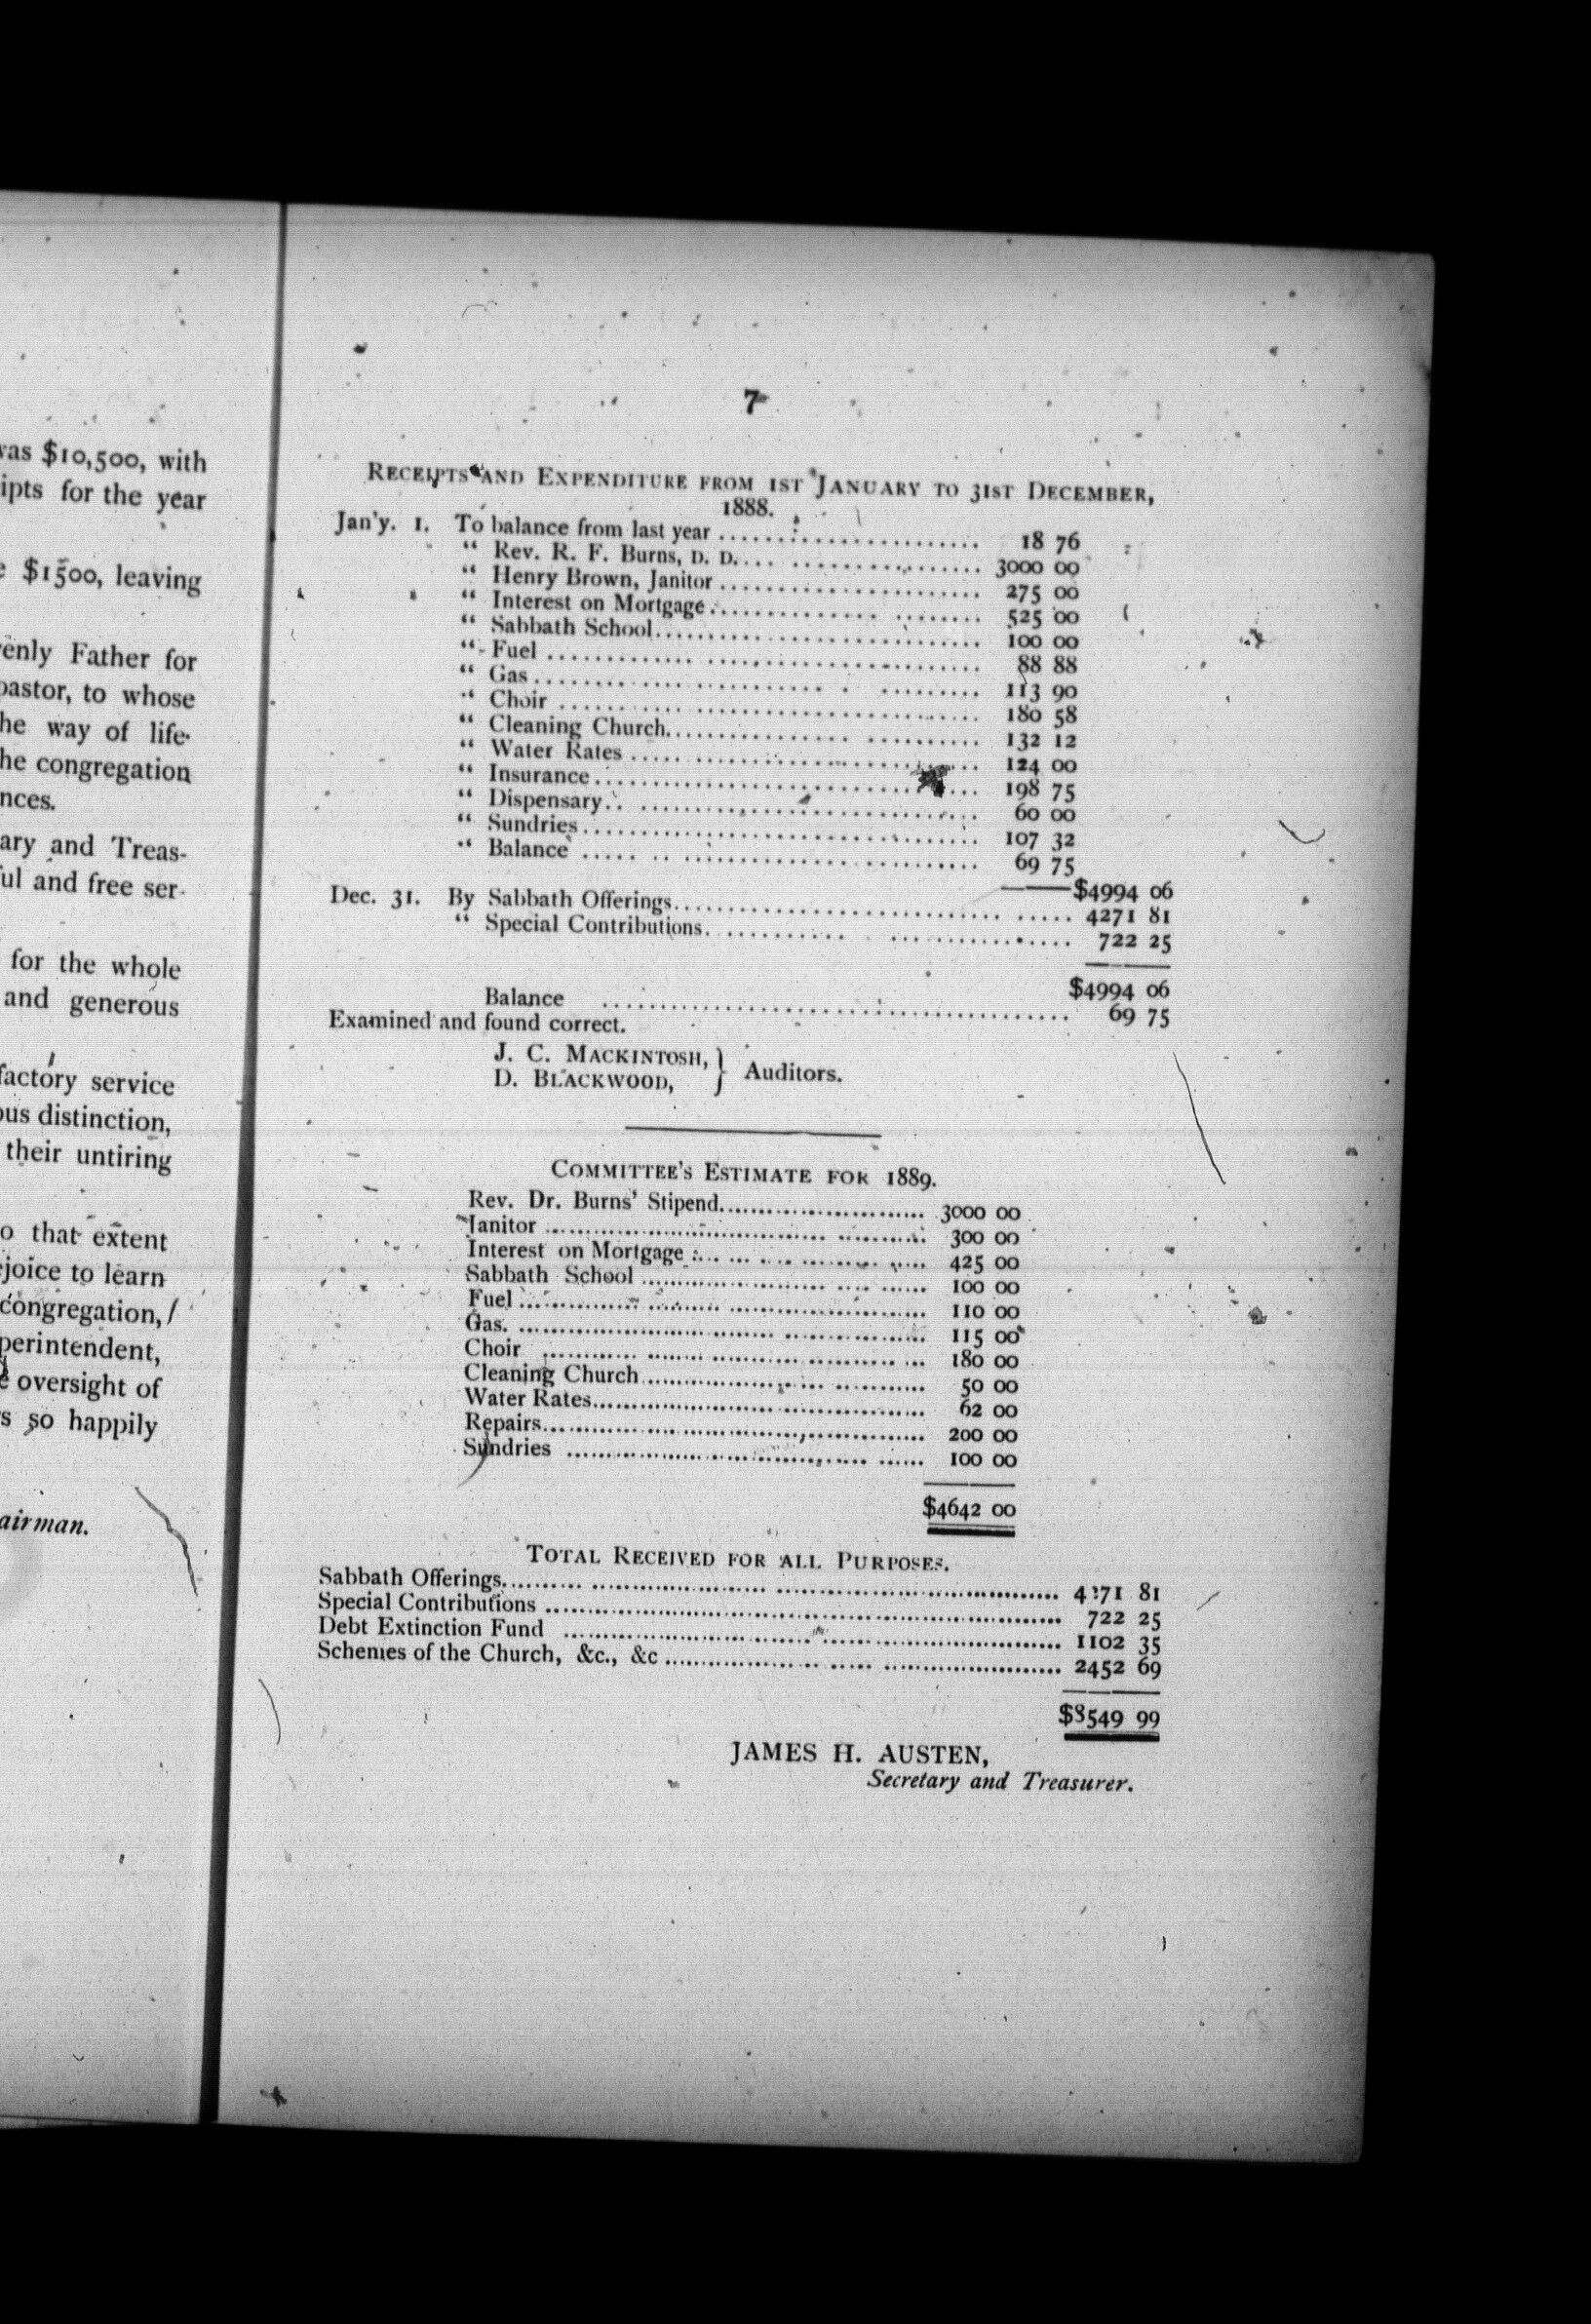 was $10,500, with
ipts for the year
$1500, leaving
enly Father for
pastor, to whose
he way of life
he congregation
nces.
ary and Treas-
ul and free ser-
for the whole
and generous
factory service
ous distinction,
their untiring
o that extent
joice to learn
congregation,
perintendent,
e oversight of
s so happily
airman.
7
RECEIPTS AND EXPENDITURE FROM 1ST JANUARY TO 31ST DECEMBER,
1888.
Jan'y. 1. To balance from last year ........................ 18 76
" Rev. R. F. Burns, D. D. ........................ 3000 00
" Henry Brown, Janitor ........................ 275 00
" Interest on Mortgage ........................ 525 00
" Sabbath School ........................ 100 00
" Fuel ........................ 88 88
" Gas ........................ 113 90
" Choir ........................ 180 58
" Cleaning Church ........................ 132 12
" Water Rates ........................ 124 00
" Insurance ........................ 198 75
" Dispensary ........................ 60 00
" Sundries ........................ 107 32
" Balance ........................ 69 75
$4994 06
Dec. 31. By Sabbath Offerings ........................ 4271 81
" Special Contributions ........................ 722 25
$4994 06
Balance ........................ 69 75
Examined and found correct.
J. C. MACKINTOSH, } Auditors.
D. BLACKWOOD,
COMMITTEE'S ESTIMATE FOR 1889.
Rev. Dr. Burns' Stipend ........................ 3000 00
Janitor ........................ 300 00
Interest on Mortgage ........................ 425 00
Sabbath School ........................ 100 00
Fuel ........................ 110 00
Gas. ........................ 115 00
Choir ........................ 180 00
Cleaning Church ........................ 50 00
Water Rates ........................ 62 00
Repairs ........................ 200 00
Sundries ........................ 100 00
$4642 00
TOTAL RECEIVED FOR ALL PURPOSES.
Sabbath Offerings ........................ 4271 81
Special Contributions ........................ 722 25
Debt Extinction Fund ........................ 1102 35
Schemes of the Church, &c., &c ........................ 2452 69
$8549 99
JAMES H. AUSTEN,
Secretary and Treasurer.